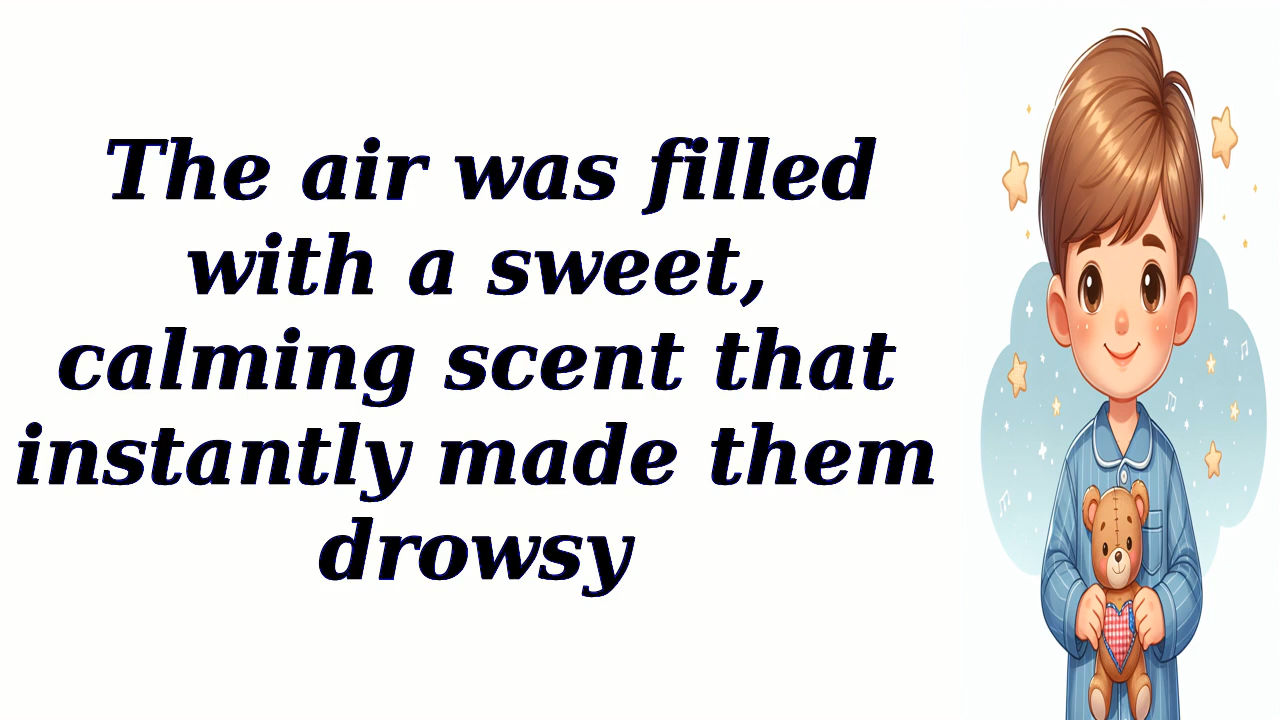 The air was filled
with a sweet,
calming scent that
instantly made them
drowsy